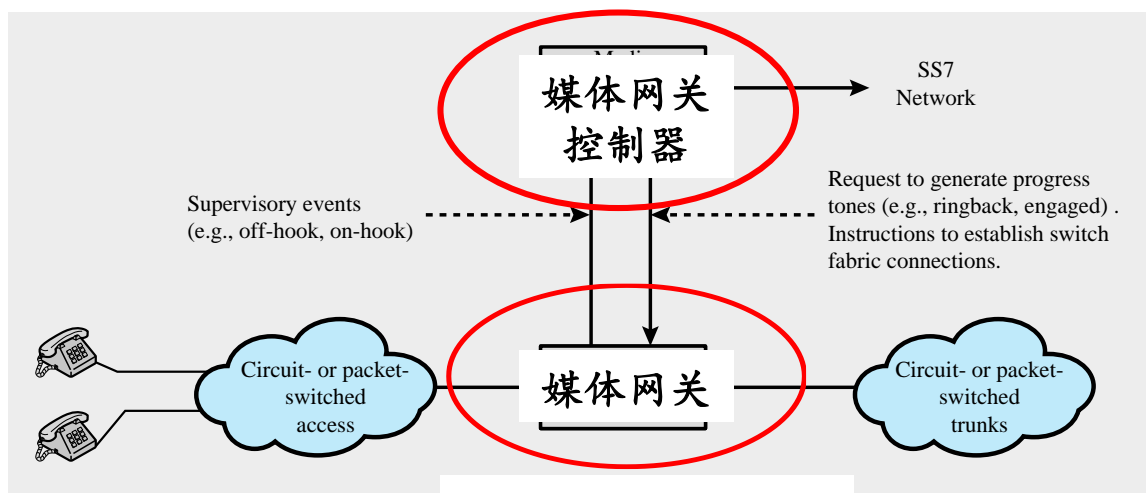 媒体网关
控制器
SS7
Network
Supervisory events
(e.g., off-hook, on-hook)
Request to generate progress
tones (e.g., ringback, engaged) .
Instructions to establish switch
fabric connections.
Circuit- or packet-
switched
access
媒体网关
Circuit- or packet-
switched
trunks